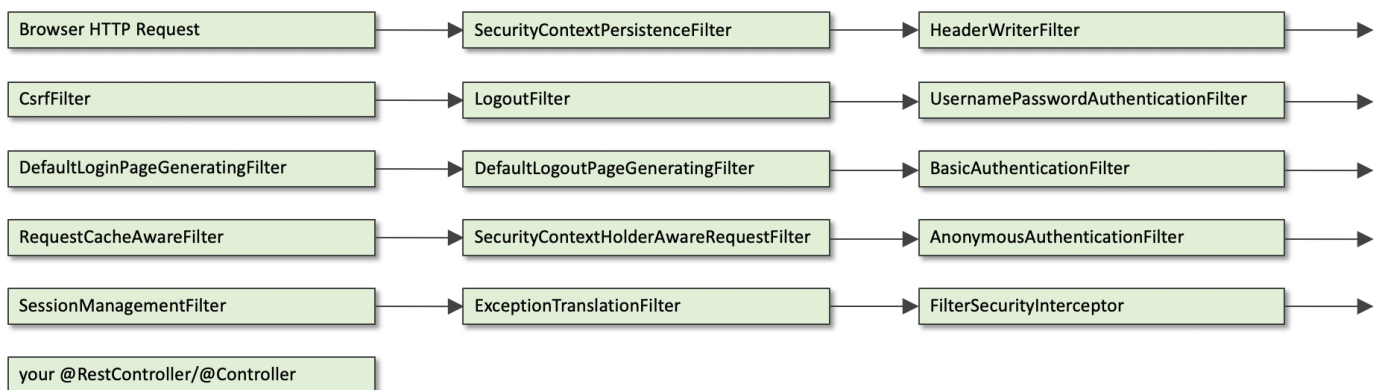 Browser HTTP Request
SecurityContextPersistenceFilter
HeaderWriterFilter
CsrfFilter
LogoutFilter
UsernamePasswordAuthenticationFilter
DefaultLoginPageGeneratingFilter
DefaultLogoutPageGeneratingFilter
BasicAuthenticationFilter
RequestCacheAwareFilter
SecurityContextHolderAwareRequestFilter
AnonymousAuthenticationFilter
SessionManagementFilter
ExceptionTranslationFilter
FilterSecurityInterceptor
your @RestController/@Controller